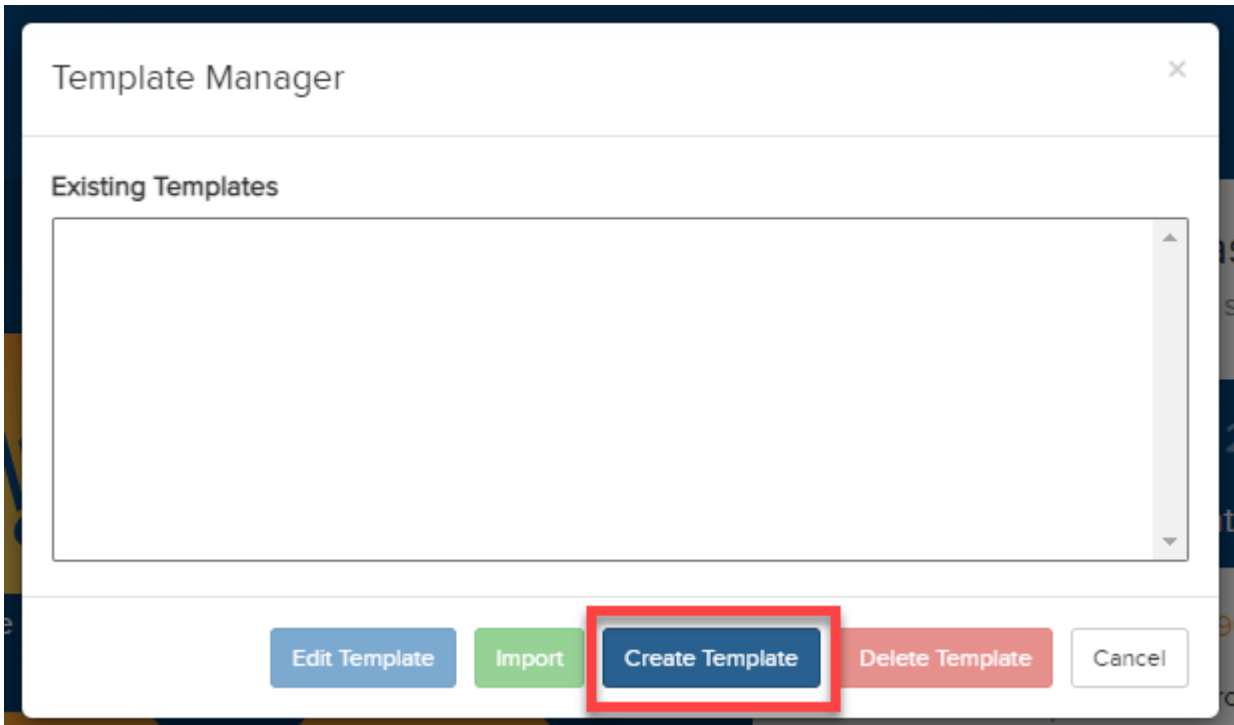 Template Manager
×
Existing Templates
Edit Template
Import
Create Template
Delete Template
Cancel